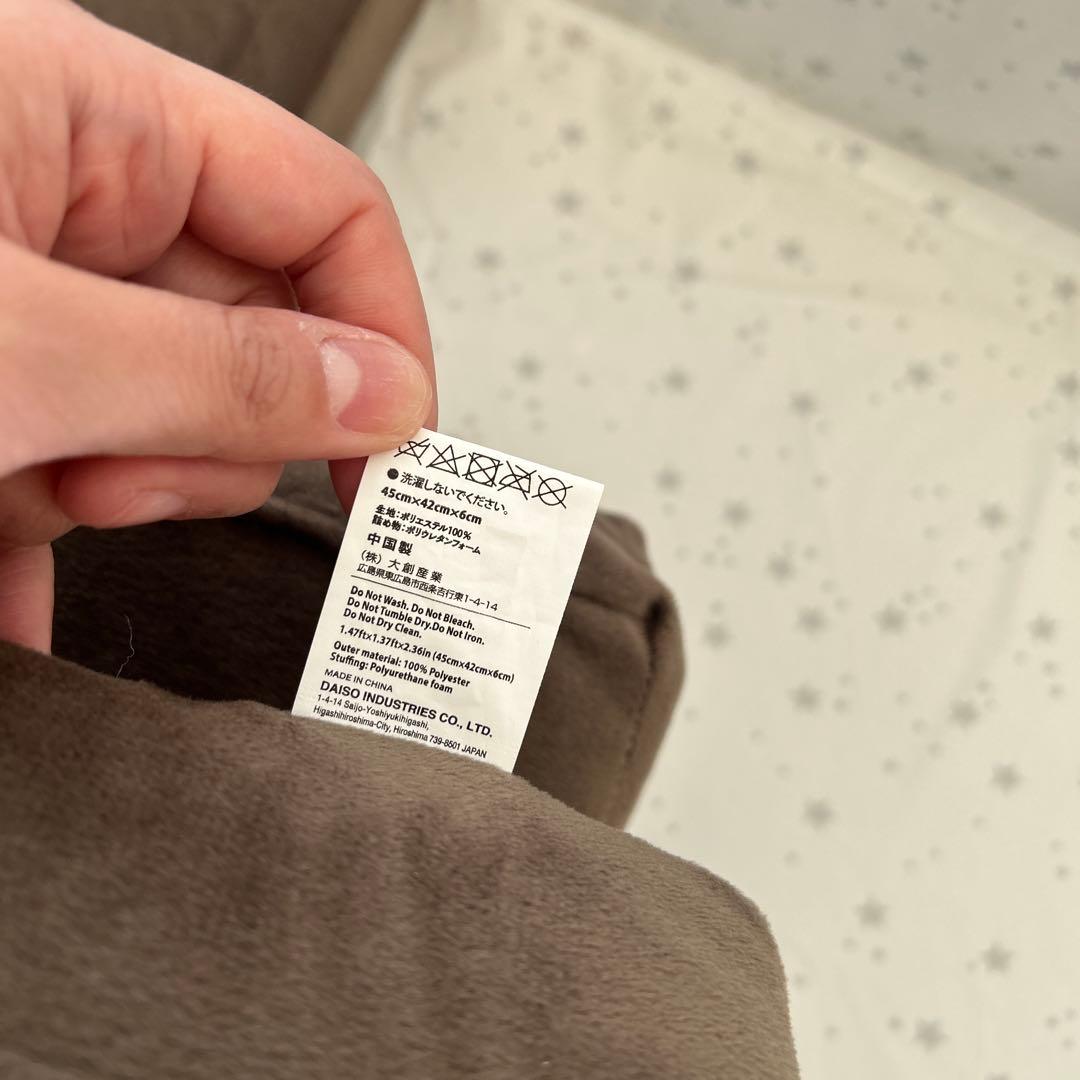 ●洗濯しないでください。
45cm×42cm×6cm
生地：ポリエステル100%
詰め物：ポリウレタンフォーム
中国製
（株）大創産業
広島県東広島市西条吉行東1-4-14
Do Not Wash. Do Not Bleach.
Do Not Tumble Dry.Do Not Iron.
Do Not Dry Clean.
1.47ft×1.37ft×2.36in (45cm×42cm×6cm)
Outer material: 100% Polyester
Stuffing: Polyurethane foam
MADE IN CHINA
DAISO INDUSTRIES CO., LTD.
1-4-14 Saijo-Yoshiyukihigashi,
Higashihiroshima-City, Hiroshima 739-8501 JAPAN